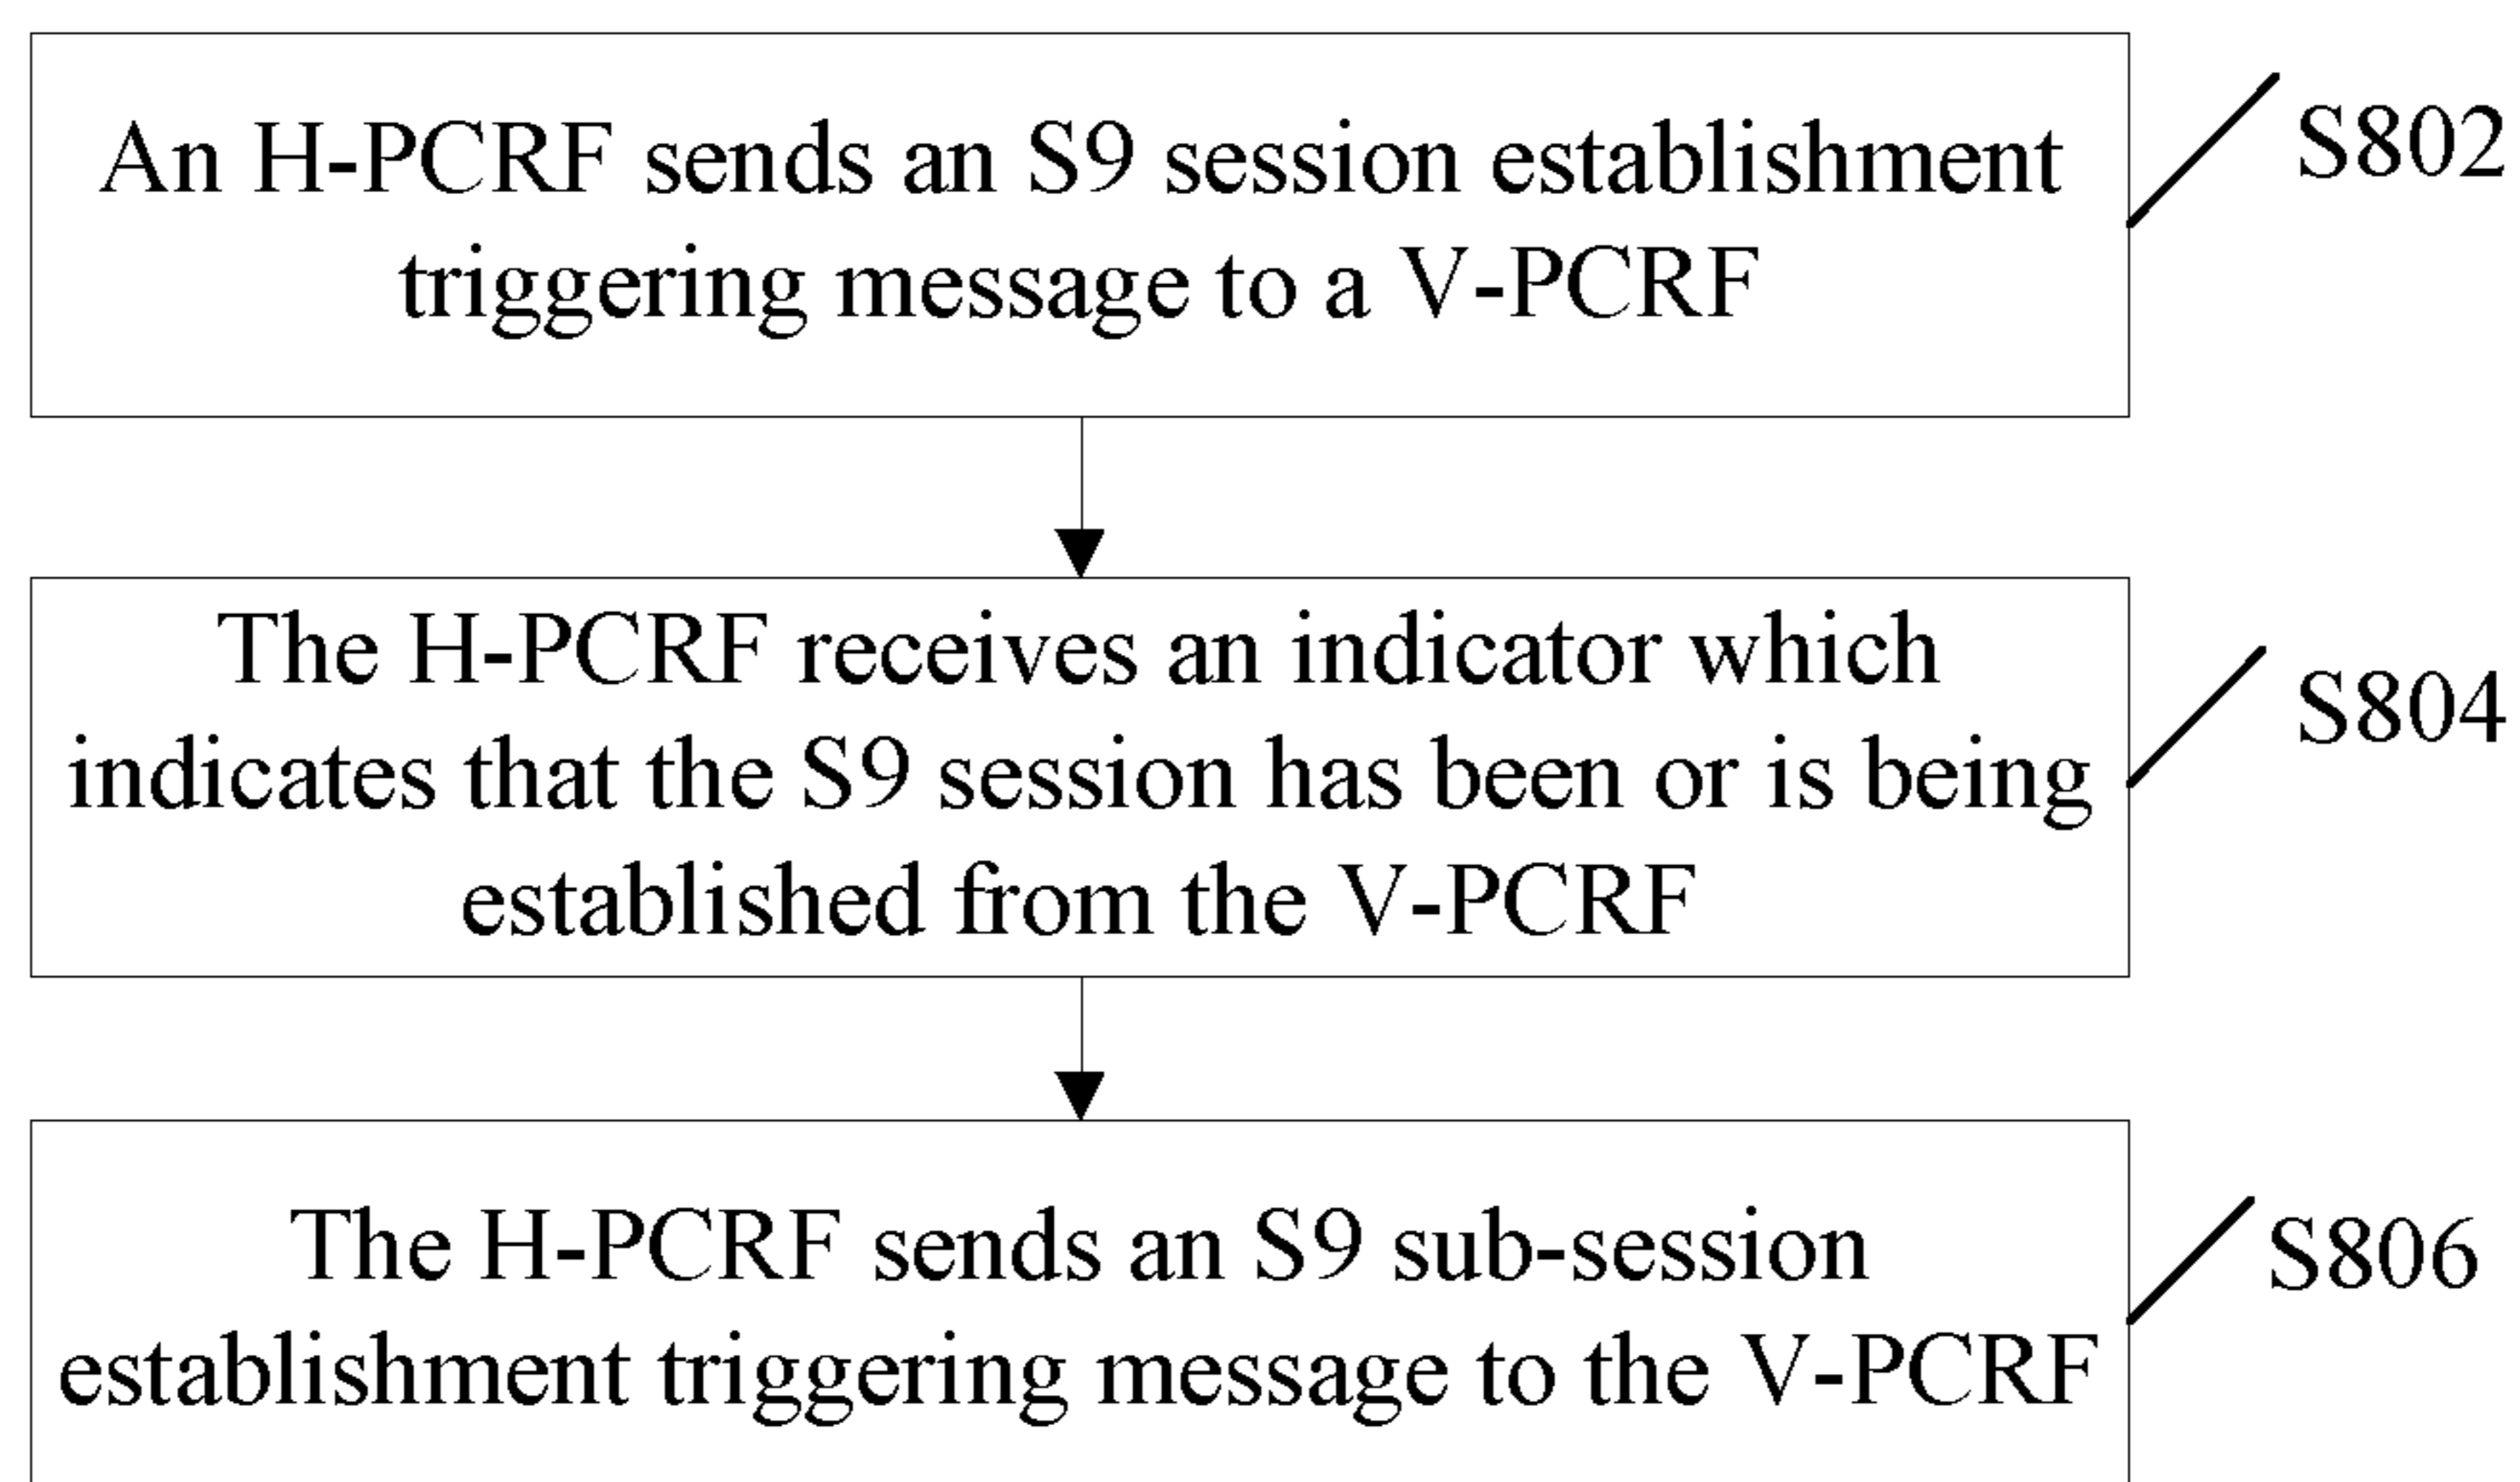 An H-PCRF sends an S9 session establishment
triggering message to a V-PCRF
S802
The H-PCRF receives an indicator which
indicates that the S9 session has been or is being
established from the V-PCRF
S804
The H-PCRF sends an S9 sub-session
establishment triggering message to the V-PCRF
S806